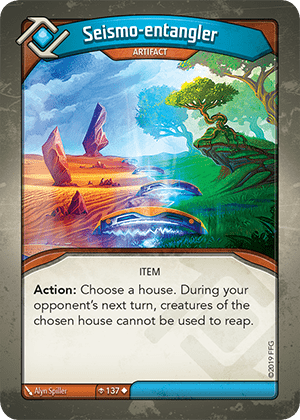 Seismo-entangler
ARTIFACT
ITEM
Action: Choose a house. During your
opponent's next turn, creatures of the
chosen house cannot be used to reap.
©2019 FFG
Alyn Spiller
137